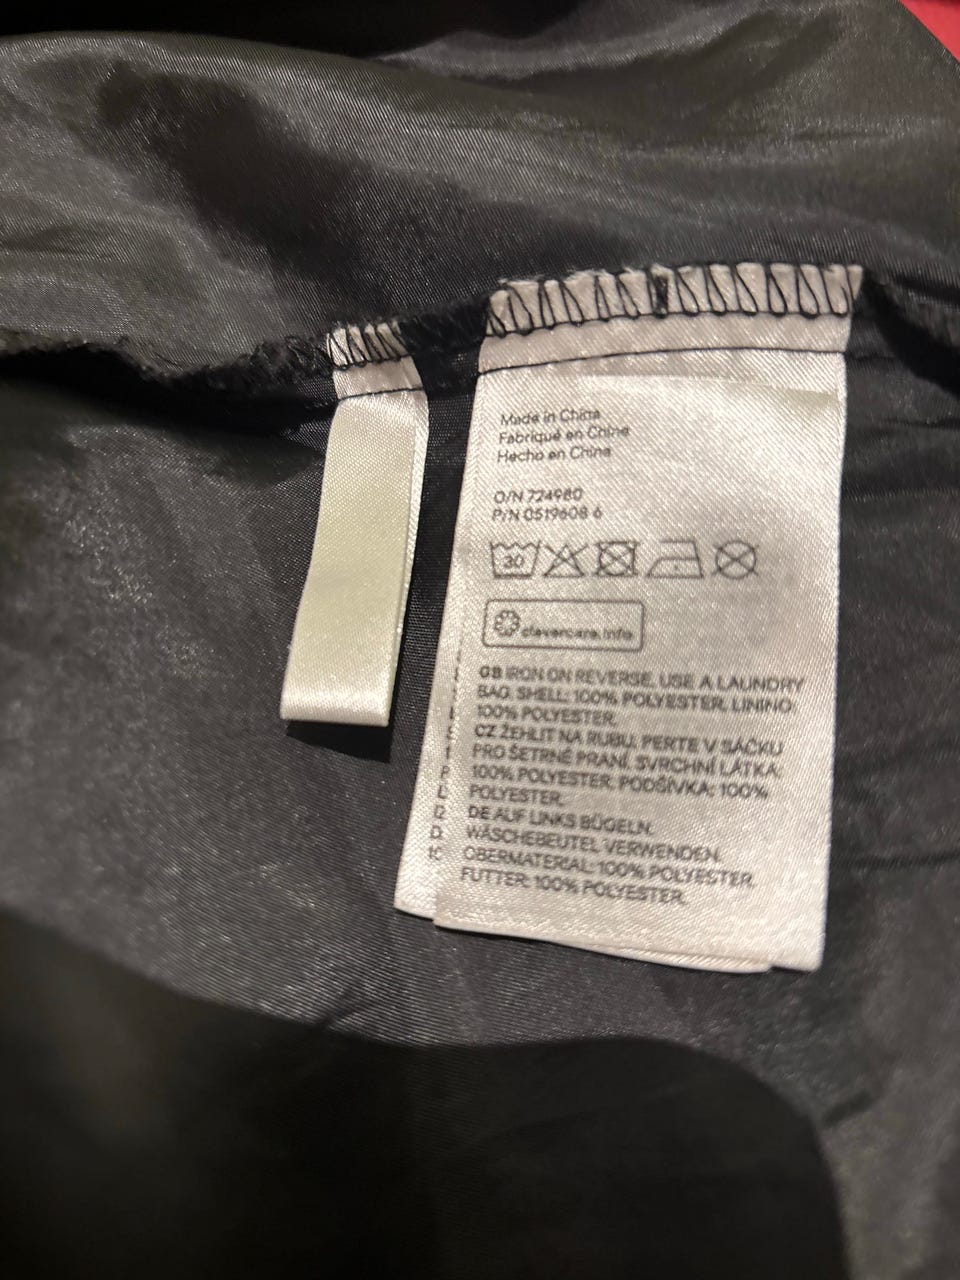 Made in China
Fabriqué en Chine
Hecho en China
O/N 724980
P/N 0519608 6
30
clevercare.info
GB IRON ON REVERSE. USE A LAUNDRY
BAG. SHELL: 100% POLYESTER. LINING:
100% POLYESTER.
CZ ŽEHLIT NA RUBU. PERTE V SÁČKU
PRO ŠETRNÉ PRANÍ. SVRCHNÍ LÁTKA:
100% POLYESTER. PODŠÍVKA: 100%
POLYESTER.
DE AUF LINKS BÜGELN.
WÄSCHEBEUTEL VERWENDEN.
OBERMATERIAL: 100% POLYESTER.
FUTTER: 100% POLYESTER.